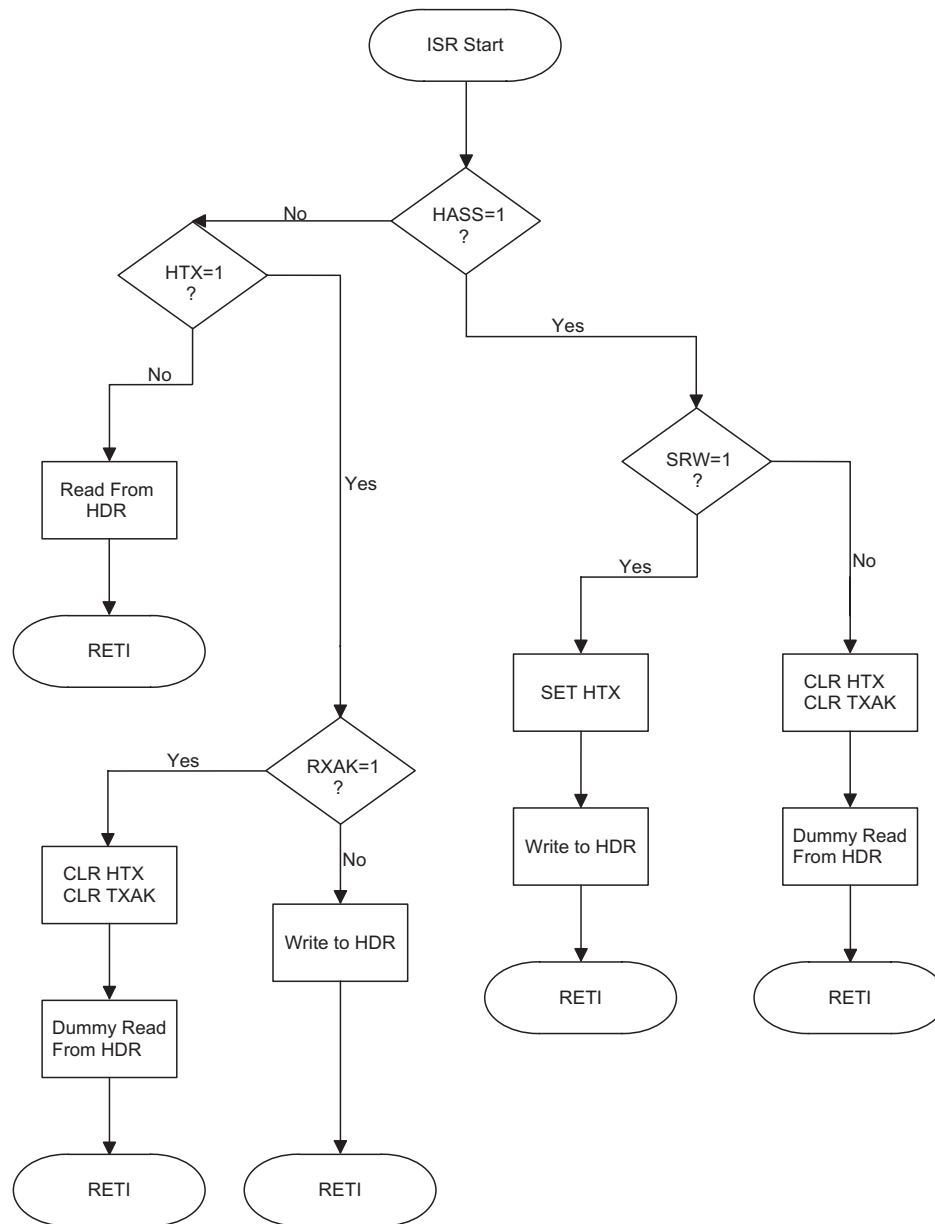 ISR Start
HASS=1
?
No
Yes
HTX=1
?
No
Yes
Read From
HDR
RETI
SRW=1
?
Yes
No
SET HTX
CLR HTX
CLR TXAK
Write to HDR
Dummy Read
From HDR
RETI
RETI
RXAK=1
?
Yes
No
CLR HTX
CLR TXAK
Write to HDR
Dummy Read
From HDR
RETI
RETI